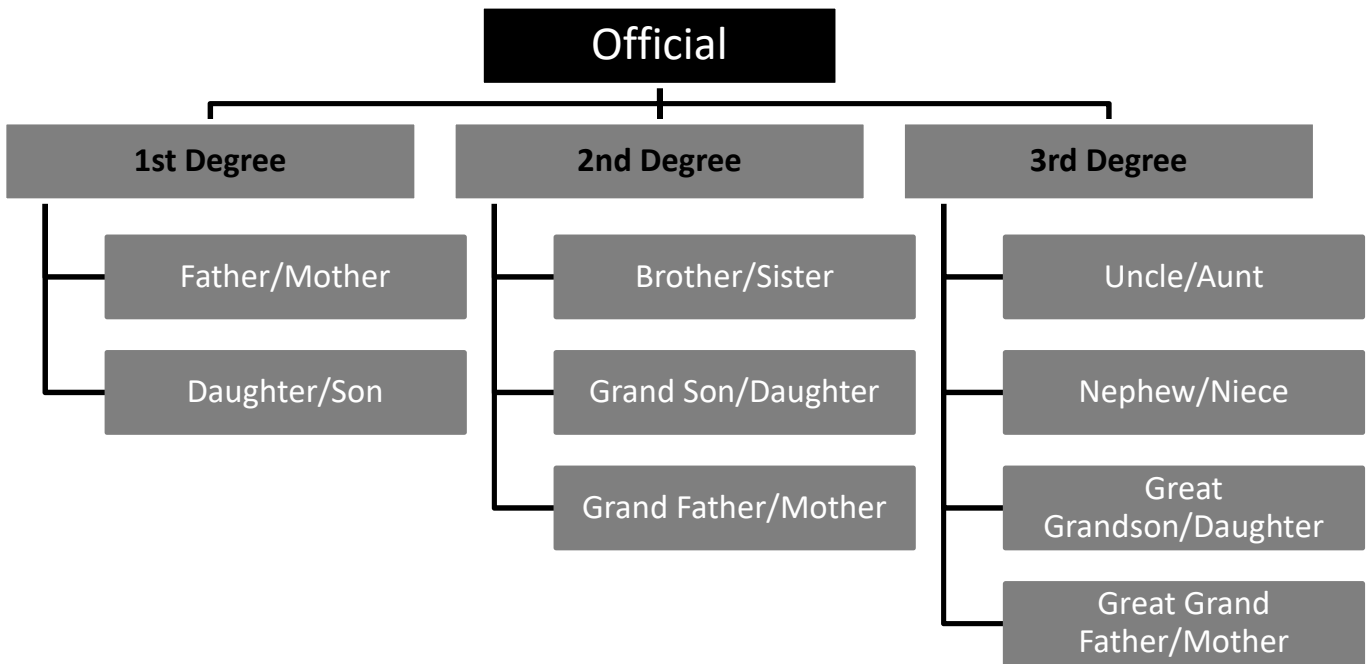 Official
1st Degree
Father/Mother
Daughter/Son
2nd Degree
Brother/Sister
Grand Son/Daughter
Grand Father/Mother
3rd Degree
Uncle/Aunt
Nephew/Niece
Great
Grandson/Daughter
Great Grand
Father/Mother